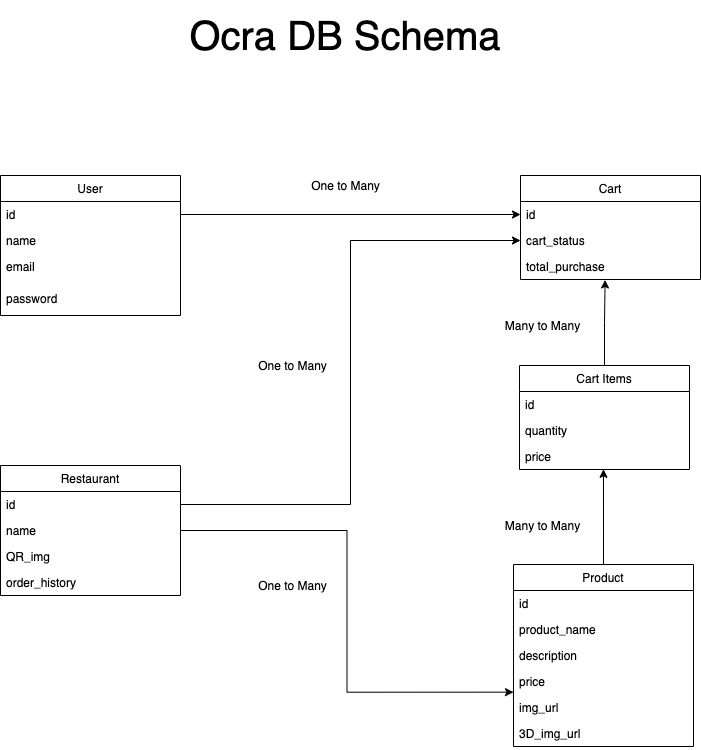 Ocra DB Schema
User
id
name
email
password
One to Many
Cart
id
cart_status
total_purchase
Many to Many
One to Many
Cart Items
id
quantity
price
Restaurant
id
name
QR_img
order_history
Many to Many
One to Many
Product
id
product_name
description
price
img_url
3D_img_url